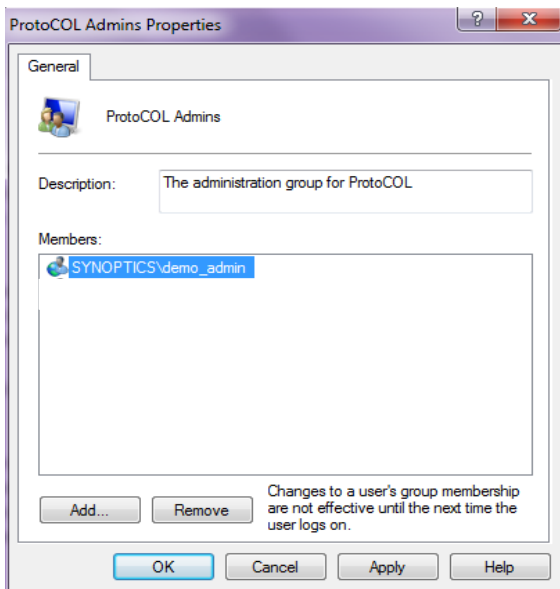 ProtoCOL Admins Properties
General
ProtoCOL Admins
Description:
The administration group for ProtoCOL
Members:
SYNOPTICS\demo_admin
Add...
Remove
Changes to a user's group membership
are not effective until the next time the
user logs on.
OK
Cancel
Apply
Help